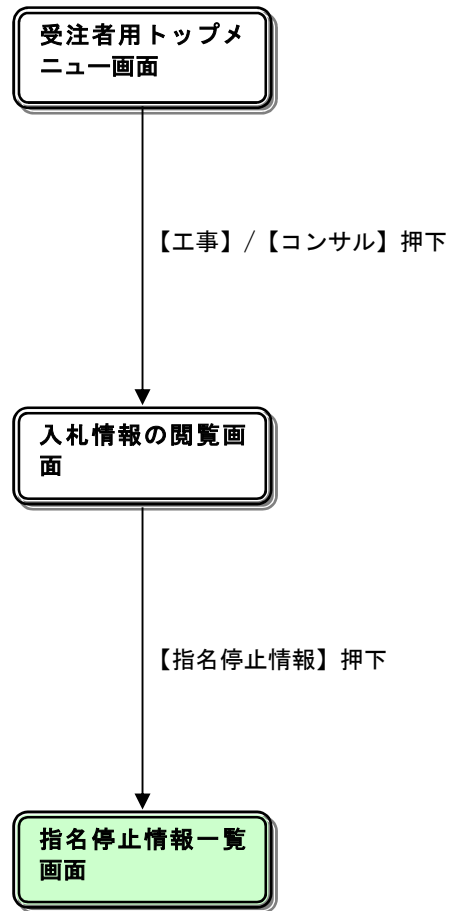 受注者用トップメ
ニュー画面
【工事】/【コンサル】押下
入札情報の閲覧画
面
【指名停止情報】押下
指名停止情報一覧
画面